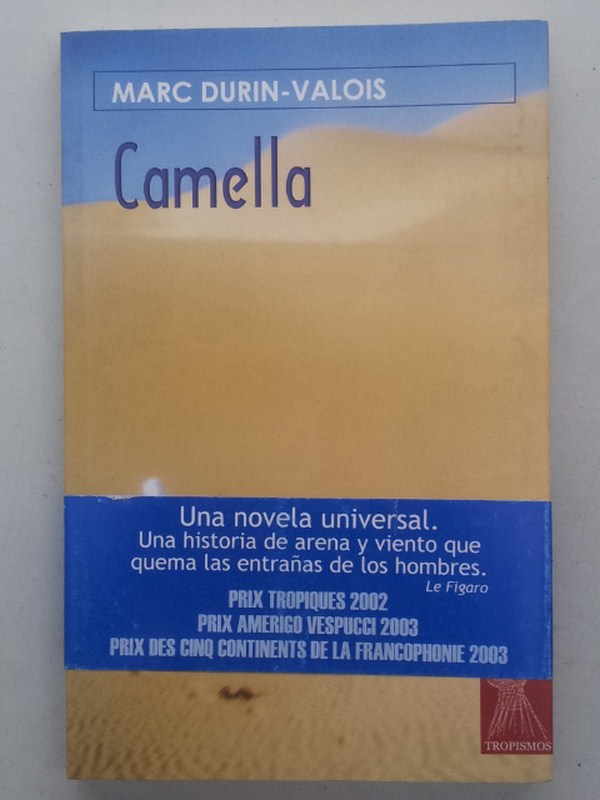 MARC DURIN-VALOIS
Camella
Una novela universal.
Una historia de arena y viento que
quema las entrañas de los hombres.
Le Figaro
PRIX TROPIQUES 2002
PRIX AMERIGO VESPUCCI 2003
PRIX DES CINQ CONTINENTS DE LA FRANCOPHONIE 2003
TROPISMOS